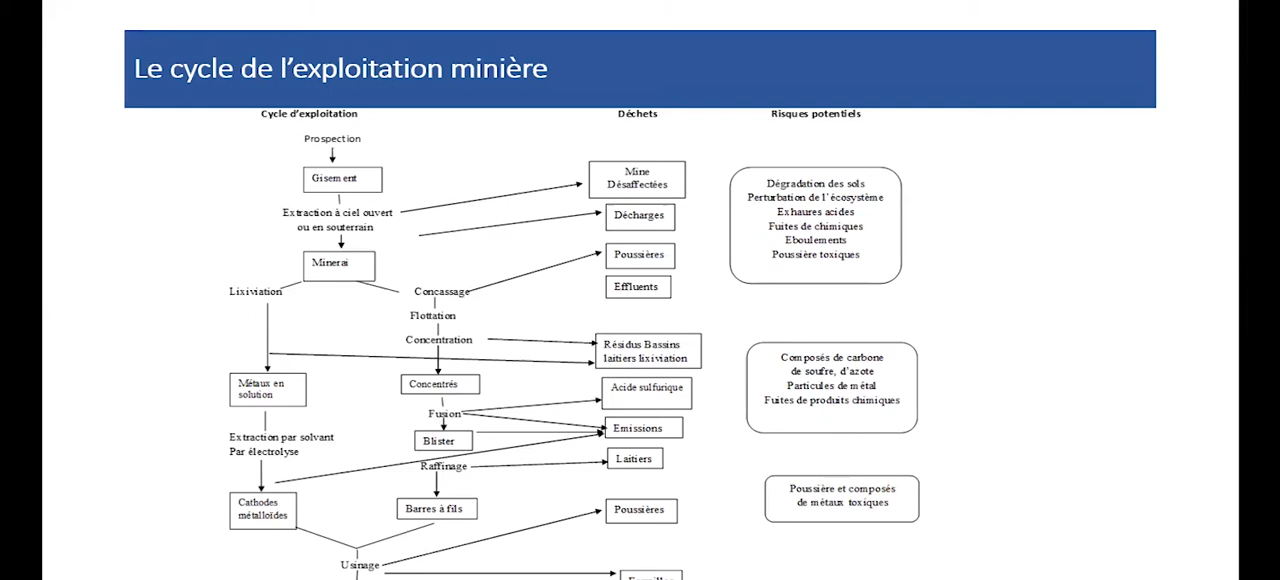 Le cycle de l'exploitation minière
Cycle d'exploitation
Déchets
Risques potentiels
Prospection
Gisement
Extraction à ciel ouvert
ou en souterrain
Minerai
Lixiviation
Concassage
Flottation
Concentration
Métaux en
solution
Concentrés
Fusion
Extraction par solvant
Par électrolyse
Blister
Raffinage
Cathodes
métalloïdes
Barres à fils
Usinage
Mine
Désaffectées
Décharges
Poussières
Effluents
Résidus Bassins
laitiers lixiviation
Acide sulfurique
Emissions
Laitiers
Poussières
Dégradation des sols
Perturbation de l'écosystème
Exhaures acides
Fuites de chimiques
Eboulements
Poussière toxiques
Composés de carbone
de soufre, d'azote
Particules de métal
Fuites de produits chimiques
Poussière et composés
de métaux toxiques